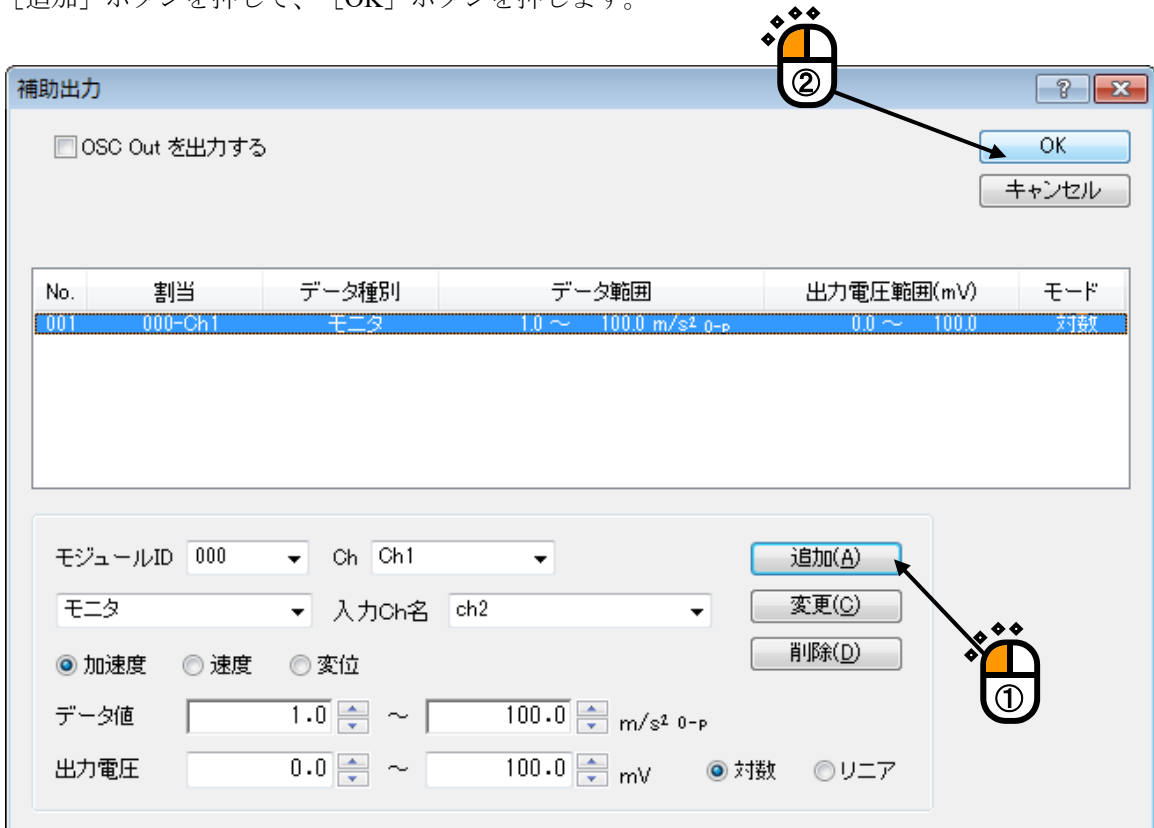 ［追加］ボタンを押して、［OK］ボタンを押します。
②
補助出力
OSC Out を出力する
OK
キャンセル
No. 割当 データ種別 データ範囲 出力電圧範囲(mV) モード
001 000-Ch1 モニタ 1.0 ～ 100.0 m/s² 0-p 0.0 ～ 100.0 対数
モジュールID 000 Ch Ch1 追加(A)
モニタ 入力Ch名 ch2 変更(C)
加速度 速度 変位 削除(D)
①
データ値 1.0 ～ 100.0 m/s² 0-p
出力電圧 0.0 ～ 100.0 mV 対数 リニア